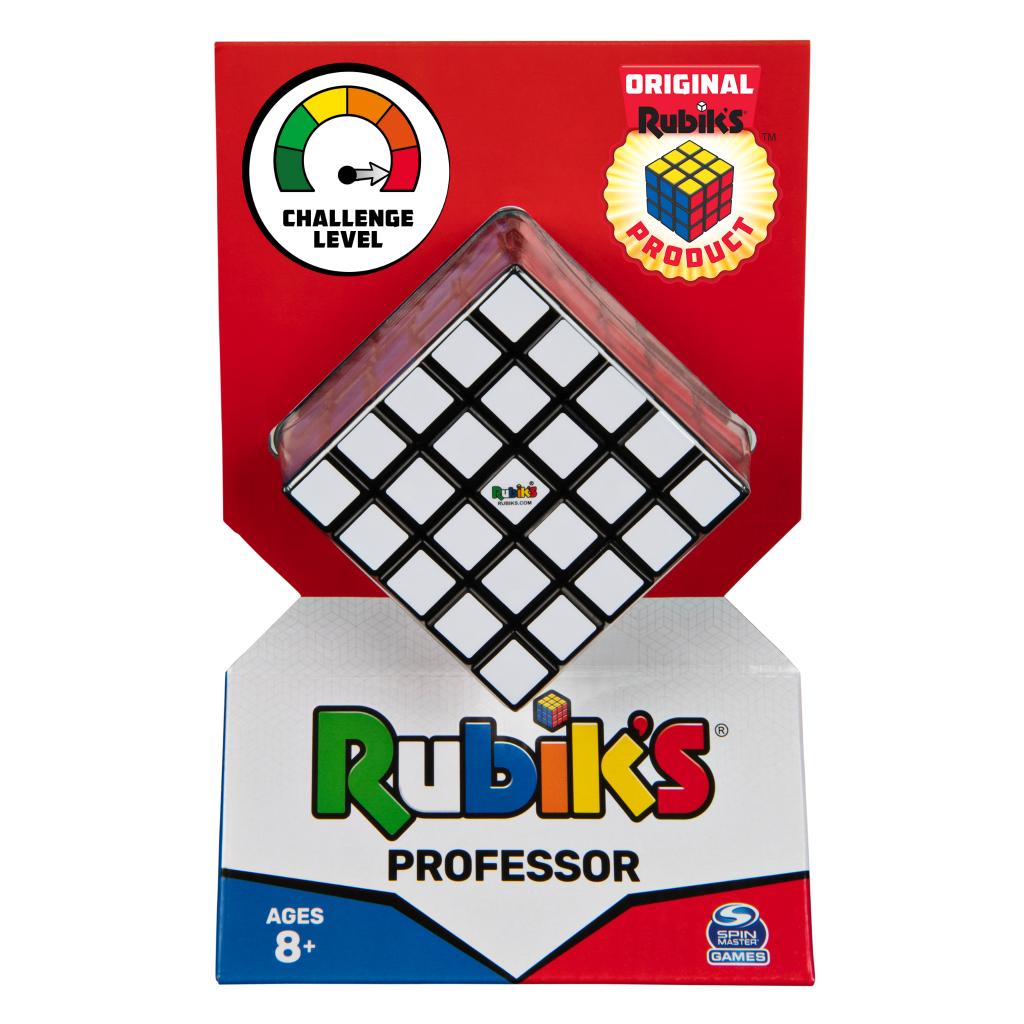 CHALLENGE
LEVEL
ORIGINAL
Rubik's
TM
PRODUCT
Rubik's®
RUBIKS.COM
Rubik's®
PROFESSOR
AGES
8+
SPIN
MASTER
GAMES